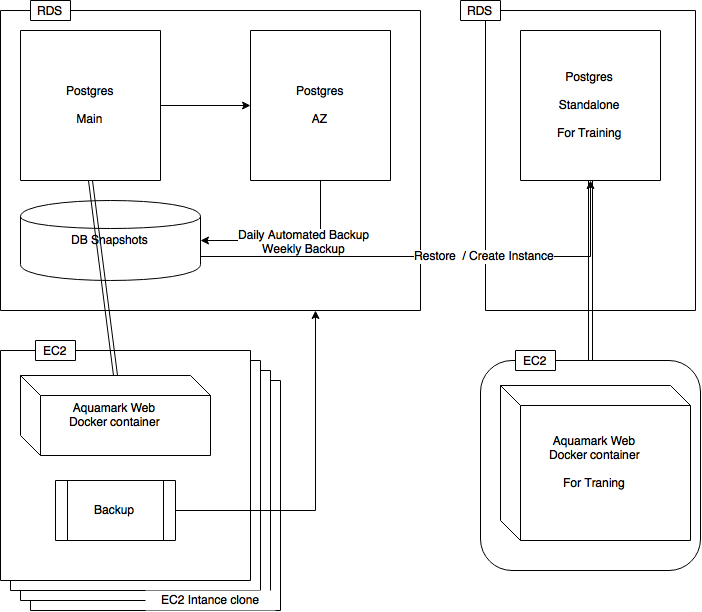 RDS
RDS
Postgres
Main
Postgres
AZ
Postgres
Standalone
For Training
DB Snapshots
Daily Automated Backup
Weekly Backup
Restore / Create Instance
EC2
EC2
Aquamark Web
Docker container
Aquamark Web
Docker container
For Traning
Backup
EC2 Intance clone